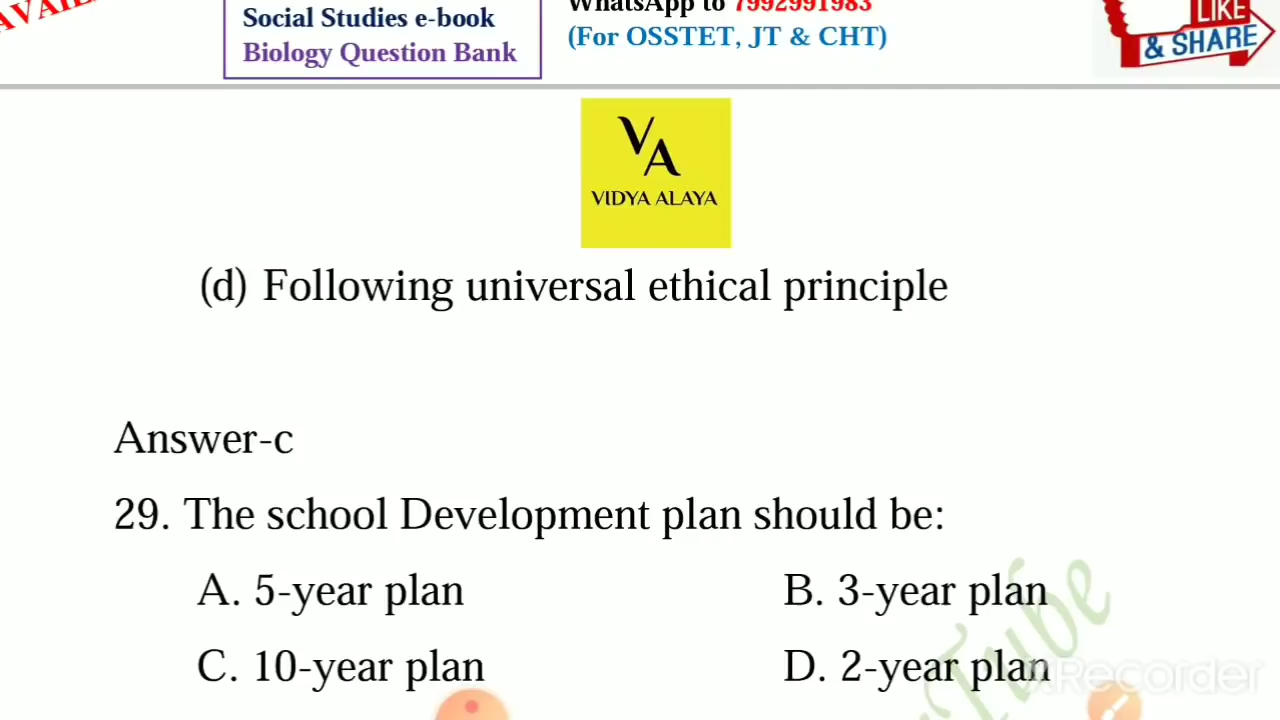 Social Studies e-book
Biology Question Bank
WhatsApp to 7992991983
(For OSSTET, JT & CHT)
LIKE
& SHARE
VA
VIDYA ALAYA
(d) Following universal ethical principle
Answer-c
29. The school Development plan should be:
A. 5-year plan
B. 3-year plan
C. 10-year plan
D. 2-year plan
Tube
XRecorder